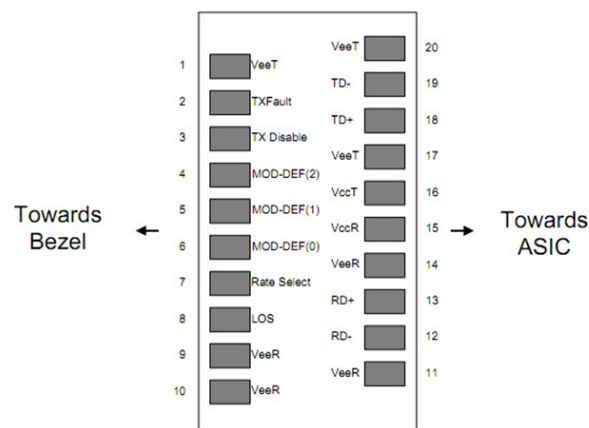 VeeT 20
1 VeeT
TD- 19
2 TXFault
TD+ 18
3 TX Disable
VeeT 17
4 MOD-DEF(2)
VccT 16
5 MOD-DEF(1)
Towards
Bezel
VccR 15
Towards
ASIC
6 MOD-DEF(0)
VeeR 14
7 Rate Select
RD+ 13
8 LOS
RD- 12
9 VeeR
VeeR 11
10 VeeR